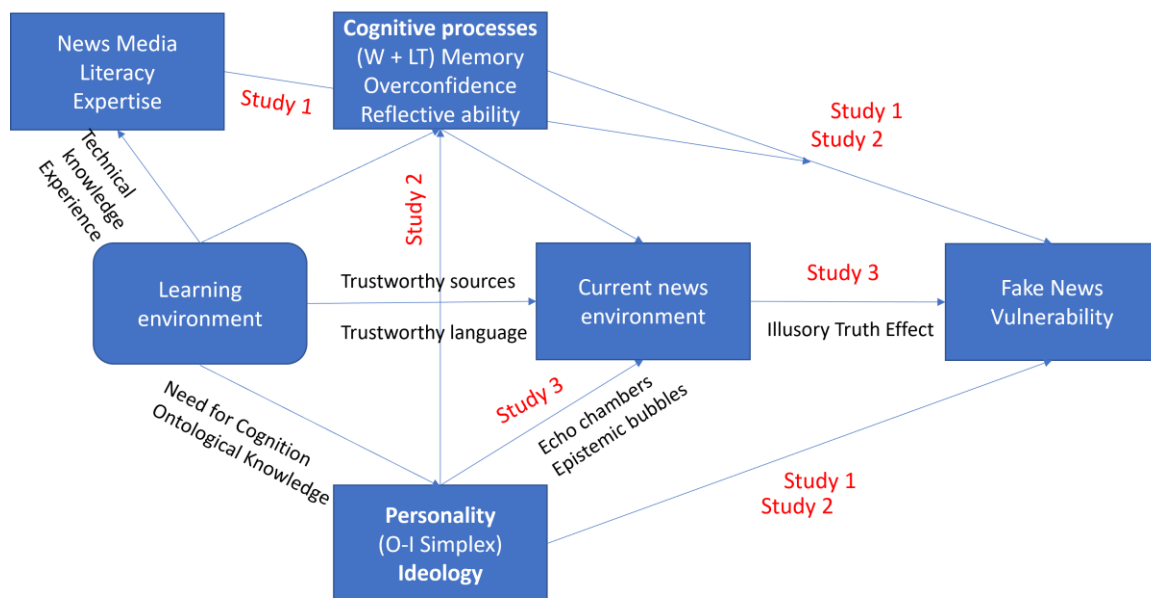 News Media
Literacy
Expertise
Cognitive processes
(W + LT) Memory
Overconfidence
Reflective ability
Study 1
Study 1
Study 2
Technical
knowledge
Experience
Study 2
Learning
environment
Trustworthy sources
Trustworthy language
Current news
environment
Study 3
Illusory Truth Effect
Fake News
Vulnerability
Need for Cognition
Ontological Knowledge
Study 3
Echo chambers
Epistemic bubbles
Personality
(O-I Simplex)
Ideology
Study 1
Study 2